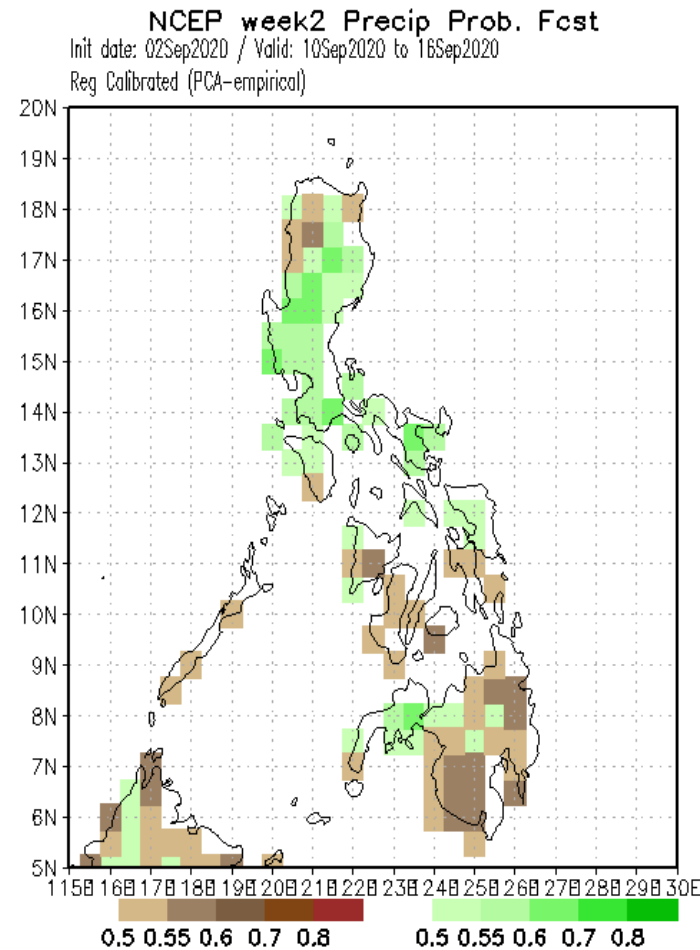 NCEP week2 Precip Prob. Fcst
Init date: 02Sep2020 / Valid: 10Sep2020 to 16Sep2020
Reg Calibrated (PCA-empirical)
20N
19N
18N
17N
16N
15N
14N
13N
12N
11N
10N
9N
8N
7N
6N
5N
115E 116E 117E 118E 119E 120E 121E 122E 123E 124E 125E 126E 127E 128E 129E 130E
0.5 0.55 0.6 0.7 0.8 0.5 0.55 0.6 0.7 0.8